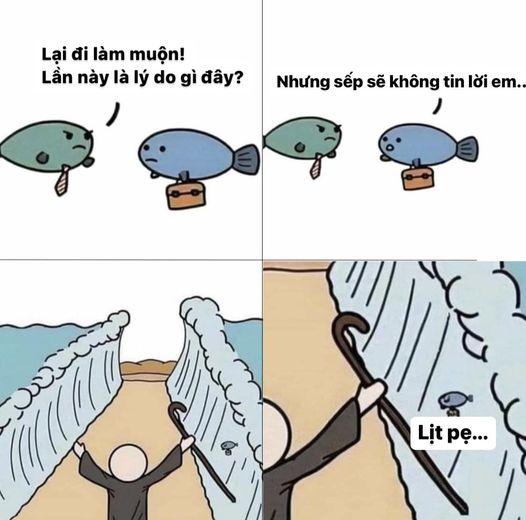 Lại đi làm muộn!
Lần này là lý do gì đây?
Nhưng sếp sẽ không tin lời em..
Lịt pẹ...